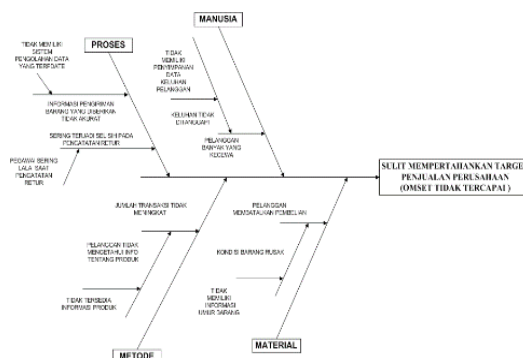 MANUSIA
PROSES
TIDAK MEMILIKI
SISTEM
PENGOLAHAN DATA
YANG TERPDATE
TIDAK
MEMILIKI
PENYIMPANAN
DATA
KELUHAN
PELANGGAN
INFORMASI PENGIRIMAN
BARANG YANG DIBERIKAN
TIDAK AKURAT
KELUHAN TIDAK
DITANGGAPI
SERING TERJADI SELISIH PADA
PENCATATAN RETUR
PELANGGAN
BANYAK YANG
KECEWA
PEGAWAI SERING
LALAI SAAT
PENCATATAN
RETUR
SULIT MEMPERTAHANKAN TARGET
PENJUALAN PERUSAHAAN
(OMSET TIDAK TERCAPAI )
JUMLAH TRANSAKSI TIDAK
MENINGKAT
PELANGGAN
MEMBATALKAN PEMBELIAN
PELANGGAN TIDAK
MENGETAHUI INFO
TENTANG PRODUK
KONDISI BARANG RUSAK
TIDAK TERSEDIA
INFORMASI PRODUK
TIDAK
MEMILIKI
INFORMASI
UMUR BARANG
MATERIAL
METODE